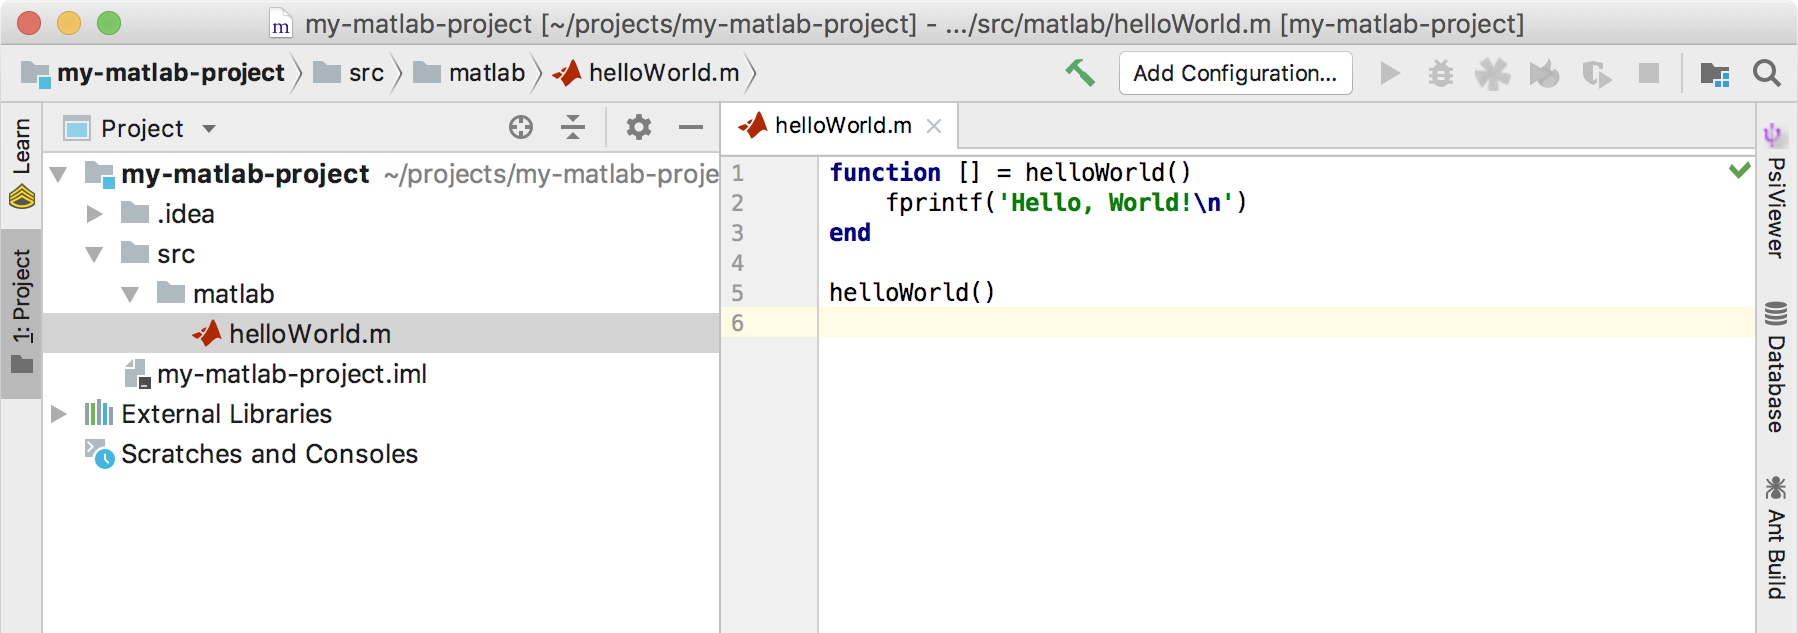 my-matlab-project [~/projects/my-matlab-project] - .../src/matlab/helloWorld.m [my-matlab-project]
my-matlab-project src matlab helloWorld.m Add Configuration...
Learn
1: Project
Project
my-matlab-project ~/projects/my-matlab-proje
.idea
src
matlab
helloWorld.m
my-matlab-project.iml
External Libraries
Scratches and Consoles
helloWorld.m
1 function [] = helloWorld()
2 fprintf('Hello, World!\n')
3 end
4
5 helloWorld()
6
PsiViewer
Database
Ant Build